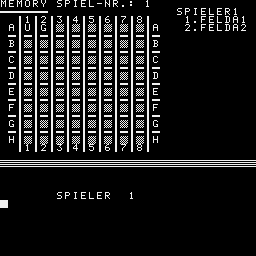 MEMORY SPIEL-NR.: 1
SPIELER1
1.FELDA1
2.FELDA2
1 2 3 4 5 6 7 8
A U G A
B B
C C
D D
E E
F F
G G
H H
1 2 3 4 5 6 7 8
SPIELER 1